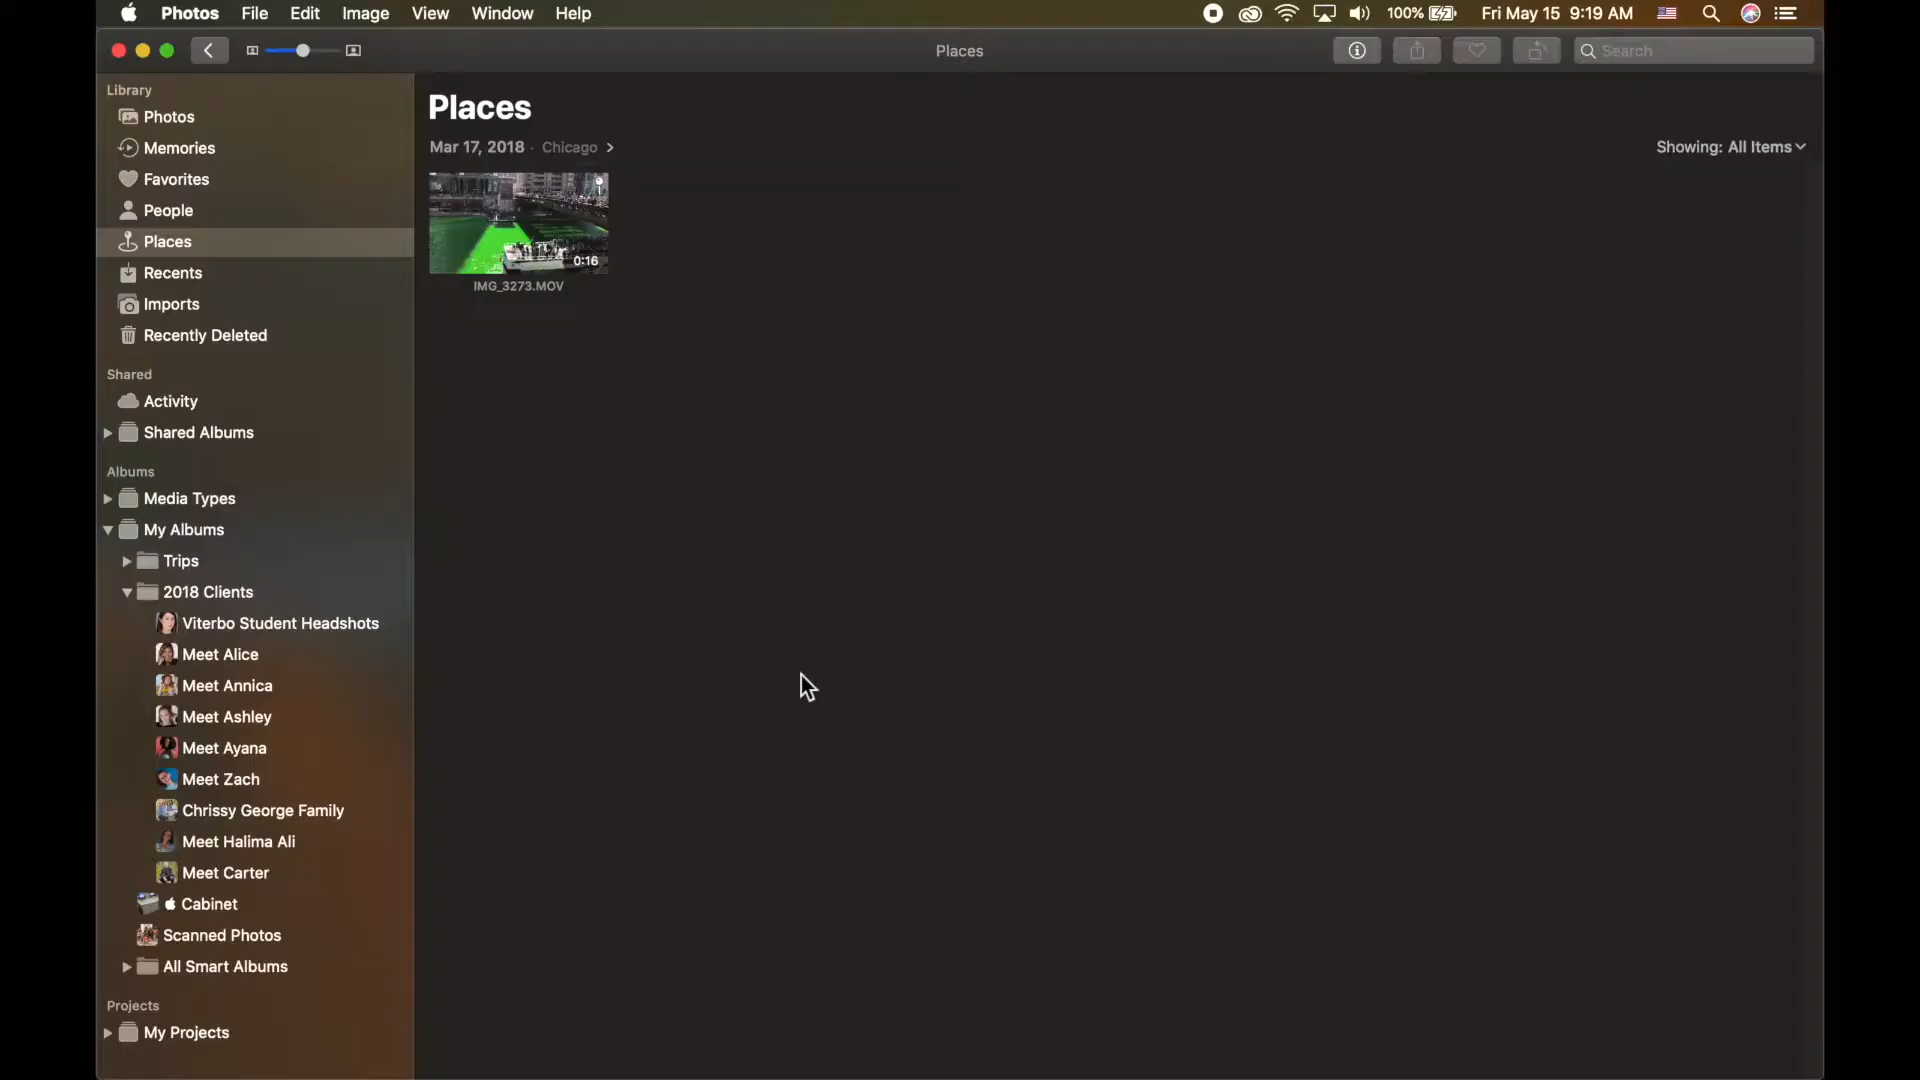 Photos File Edit Image View Window Help
100% Fri May 15 9:19 AM
Places
Search
Library
Photos
Memories
Favorites
People
Places
Recents
Imports
Recently Deleted
Shared
Activity
Shared Albums
Albums
Media Types
My Albums
Trips
2018 Clients
Viterbo Student Headshots
Meet Alice
Meet Annica
Meet Ashley
Meet Ayana
Meet Zach
Chrissy George Family
Meet Halima Ali
Meet Carter
Cabinet
Scanned Photos
All Smart Albums
Projects
My Projects
Places
Mar 17, 2018 · Chicago
Showing: All Items
0:16
IMG_3273.MOV